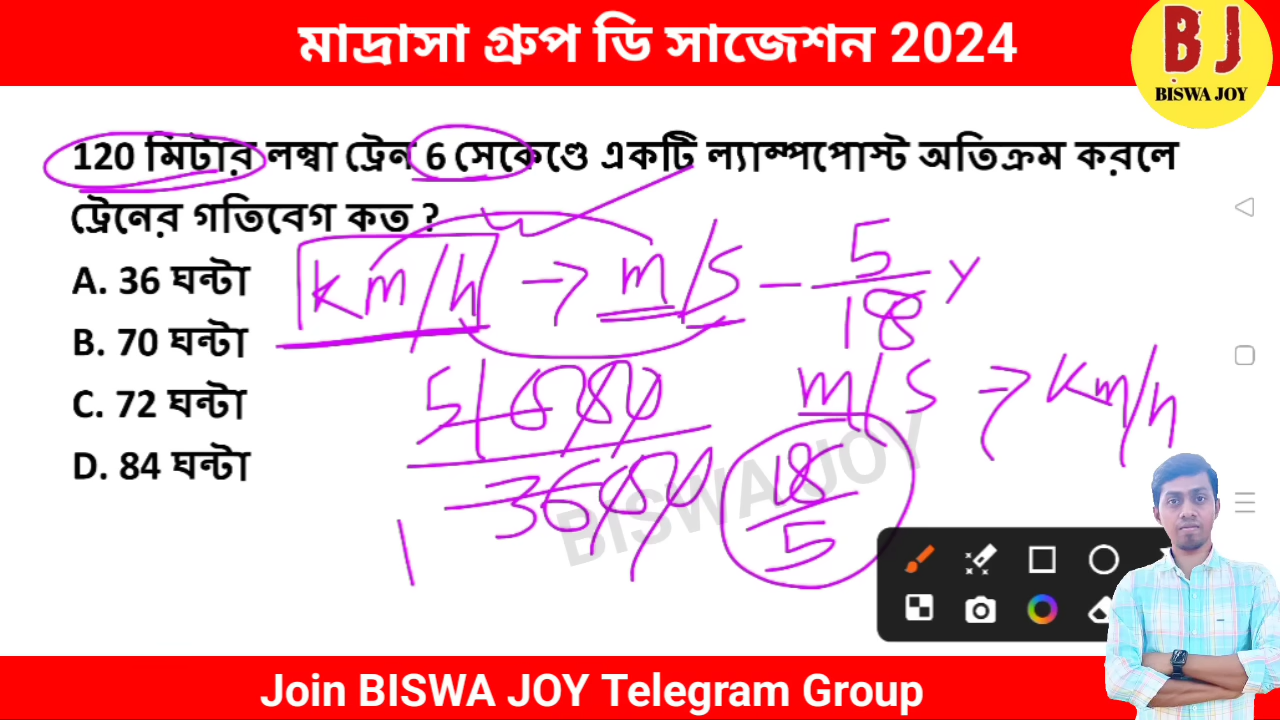 মাদ্রাসা গ্রুপ ডি সাজেশন 2024
BJ
BISWA JOY
120 মিটার লম্বা ট্রেন 6 সেকেণ্ডে একটি ল্যাম্পপোস্ট অতিক্রম করলে
ট্রেনের গতিবেগ কত ?
A. 36 ঘন্টা
km/h → m/s - 5/18
B. 70 ঘন্টা
m/s → km/h
C. 72 ঘন্টা
18/5
D. 84 ঘন্টা
BISWA JOY
Join BISWA JOY Telegram Group